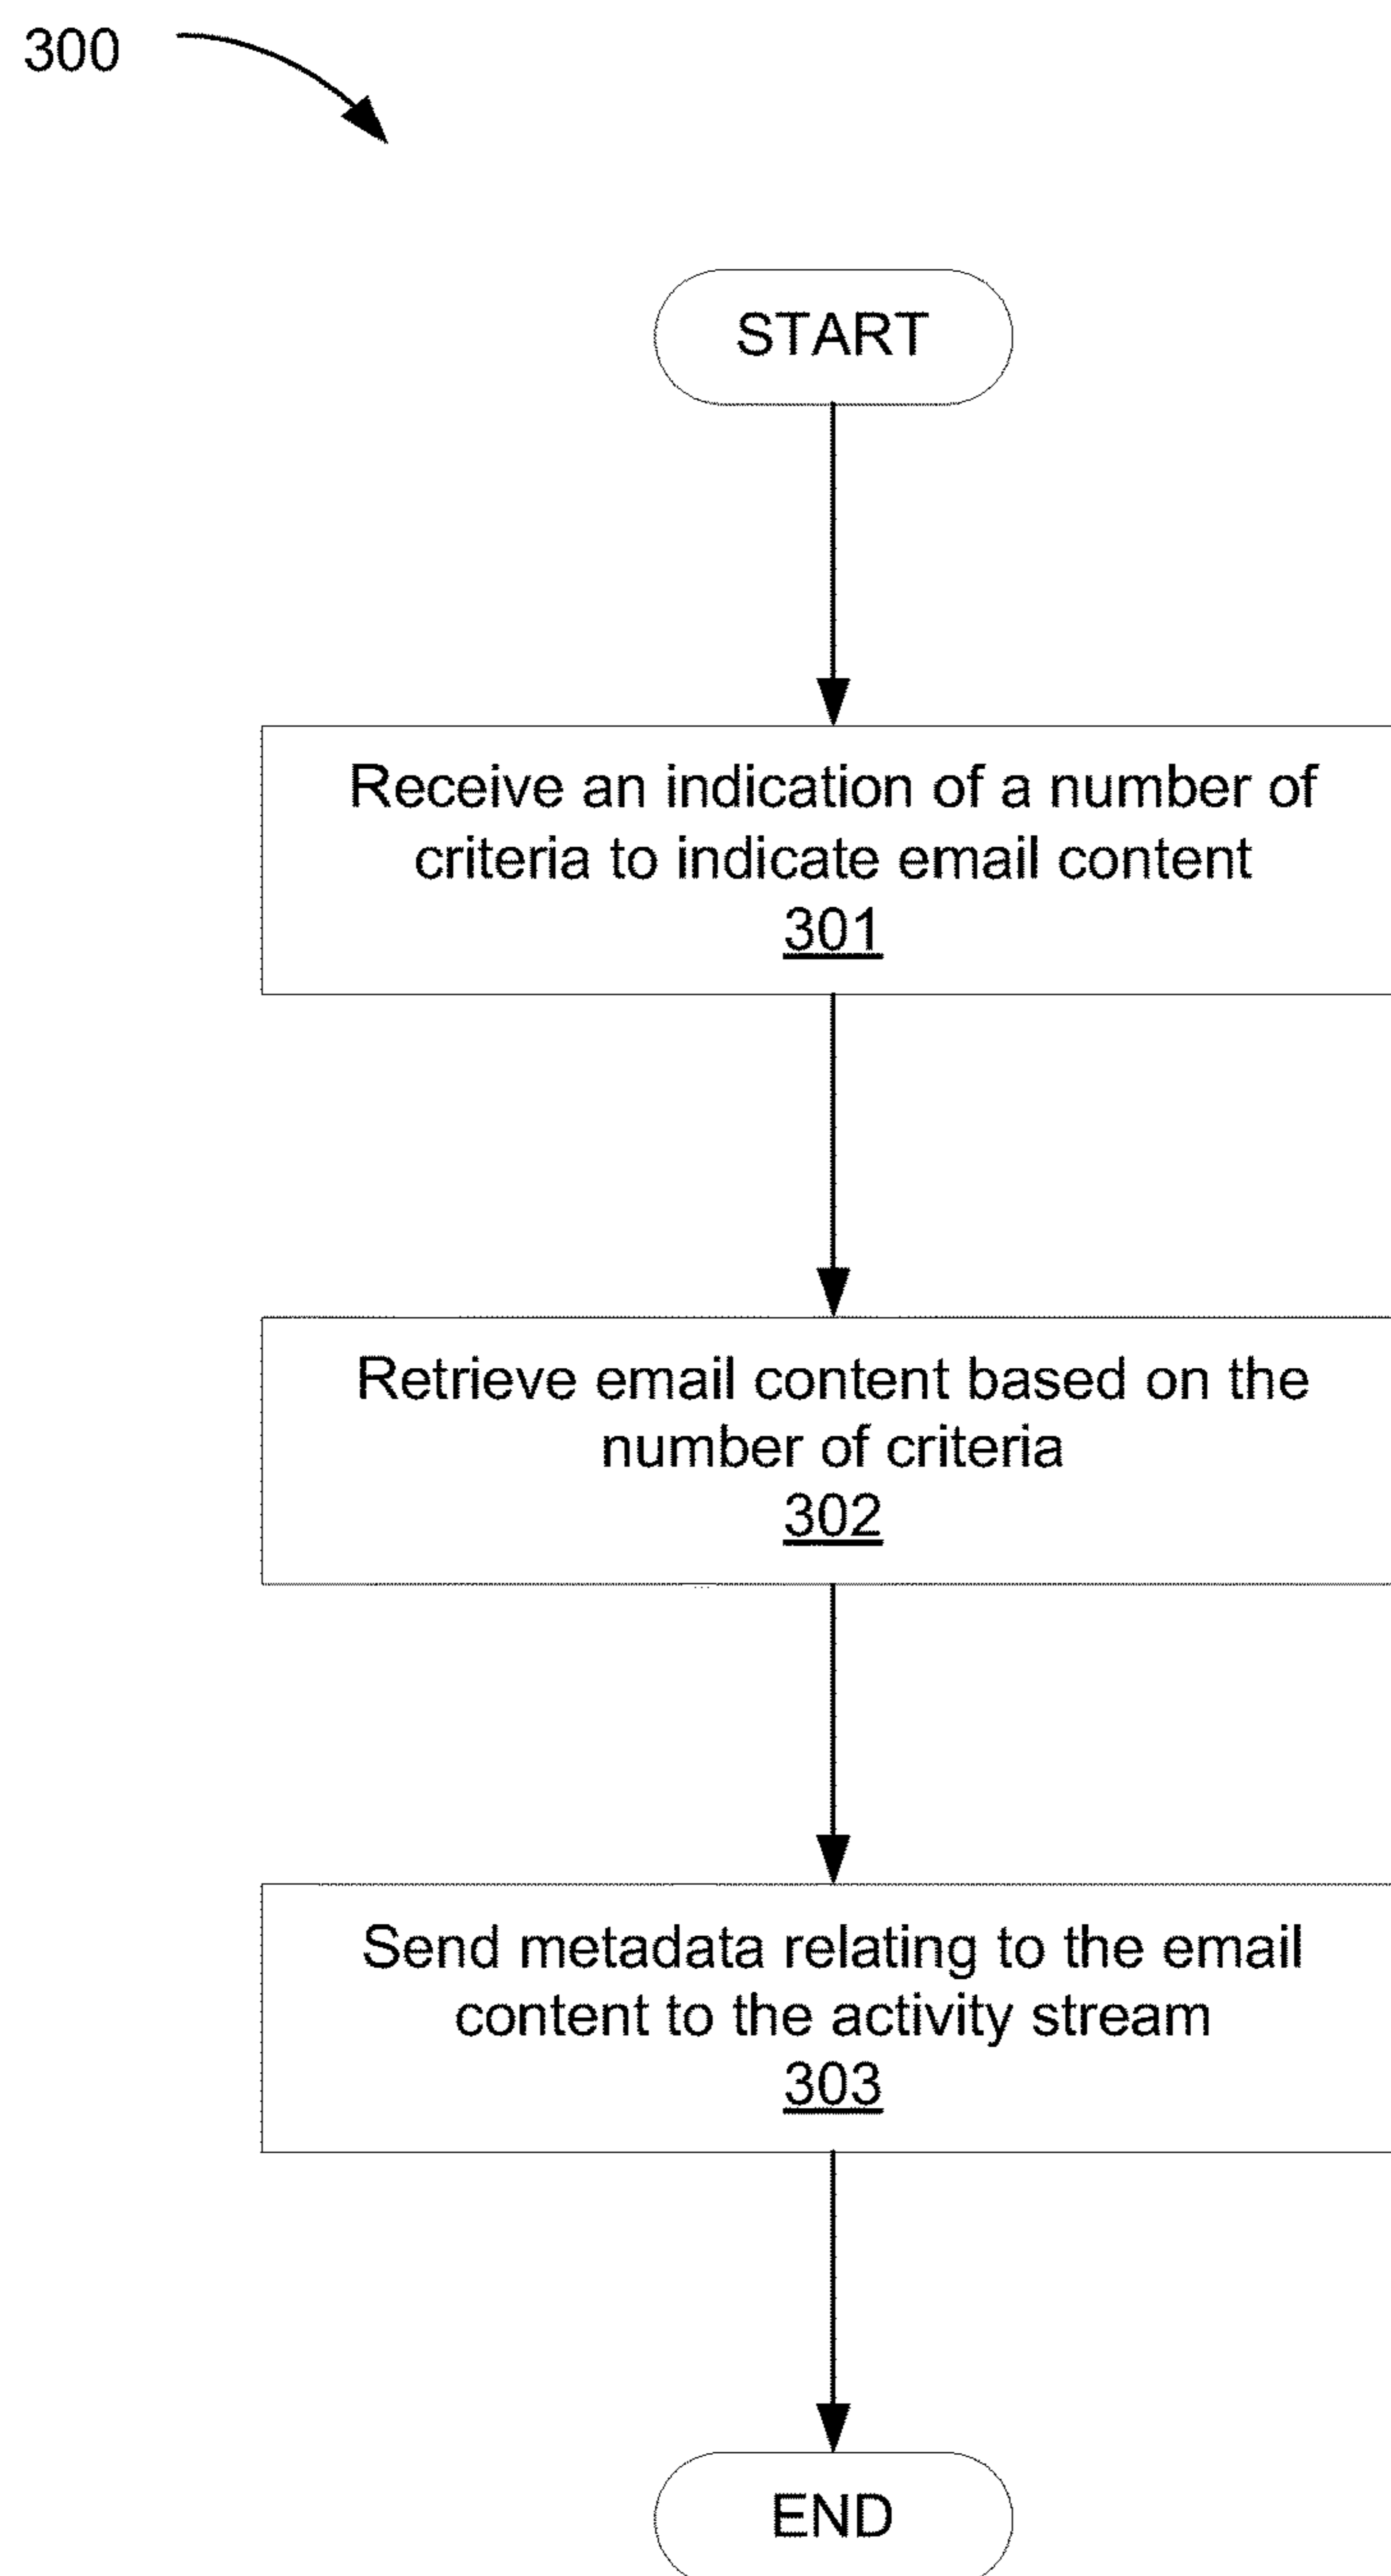 300
START
Receive an indication of a number of
criteria to indicate email content
301
Retrieve email content based on the
number of criteria
302
Send metadata relating to the email
content to the activity stream
303
END